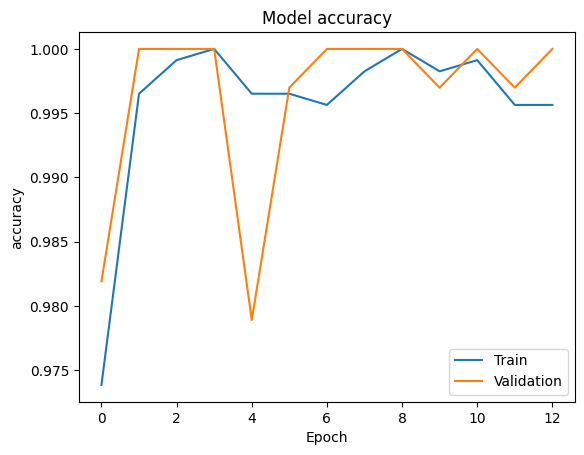 Model accuracy
accuracy
1.000
0.995
0.990
0.985
0.980
0.975
Train
Validation
0 2 4 6 8 10 12
Epoch